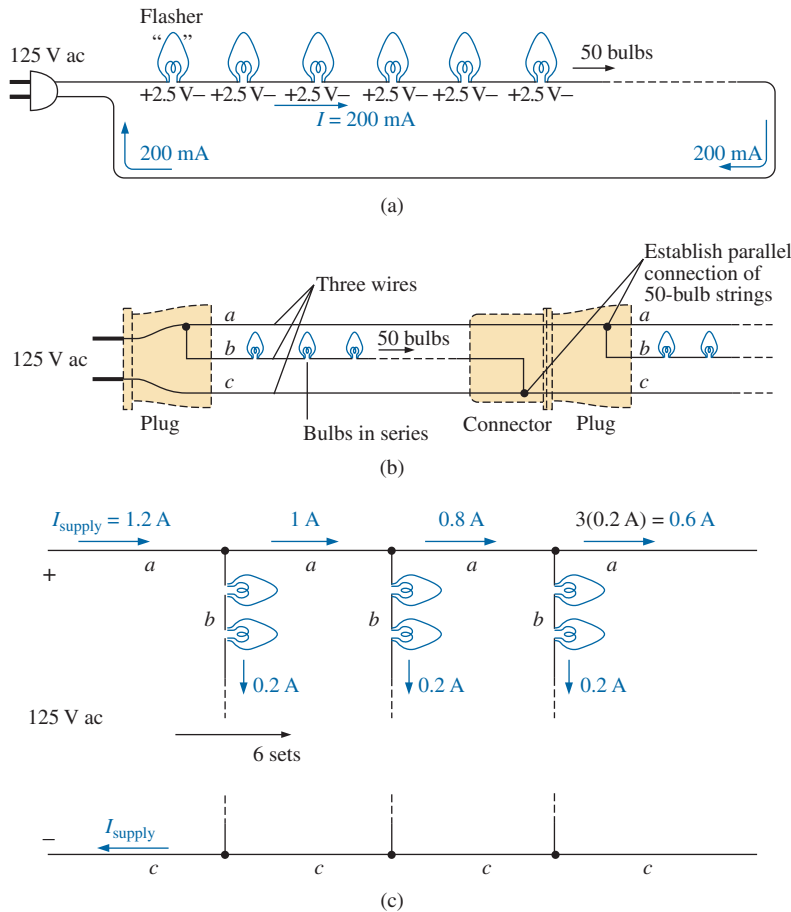 Flasher
“ ”
125 V ac
50 bulbs
+2.5 V– +2.5 V– +2.5 V– +2.5 V– +2.5 V– +2.5 V–
I = 200 mA
200 mA
200 mA
(a)
Establish parallel
connection of
50-bulb strings
Three wires
a
a
50 bulbs
b
b
125 V ac
c
c
Plug
Bulbs in series
Connector
Plug
(b)
Isupply = 1.2 A
1 A
0.8 A
3(0.2 A) = 0.6 A
+
a
a
a
a
b
b
b
0.2 A
0.2 A
0.2 A
125 V ac
6 sets
–
Isupply
c
c
c
c
(c)